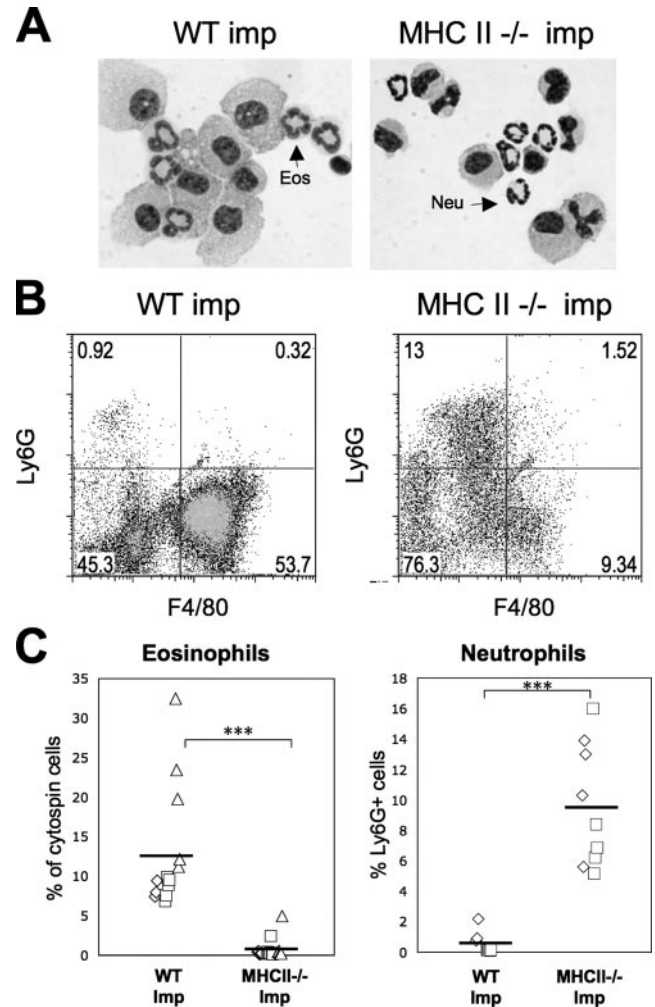 A
WT imp
MHC II -/- imp
Eos
Neu
B
WT imp
MHC II -/- imp
0.92
0.32
45.3
53.7
Ly6G
F4/80
13
1.52
76.3
9.34
Ly6G
F4/80
C
Eosinophils
% of cytospin cells
35
30
25
20
15
10
5
0
***
WT
Imp
MHCII-/-
Imp
Neutrophils
% Ly6G+ cells
18
16
14
12
10
8
6
4
2
0
***
WT
Imp
MHCII-/-
Imp